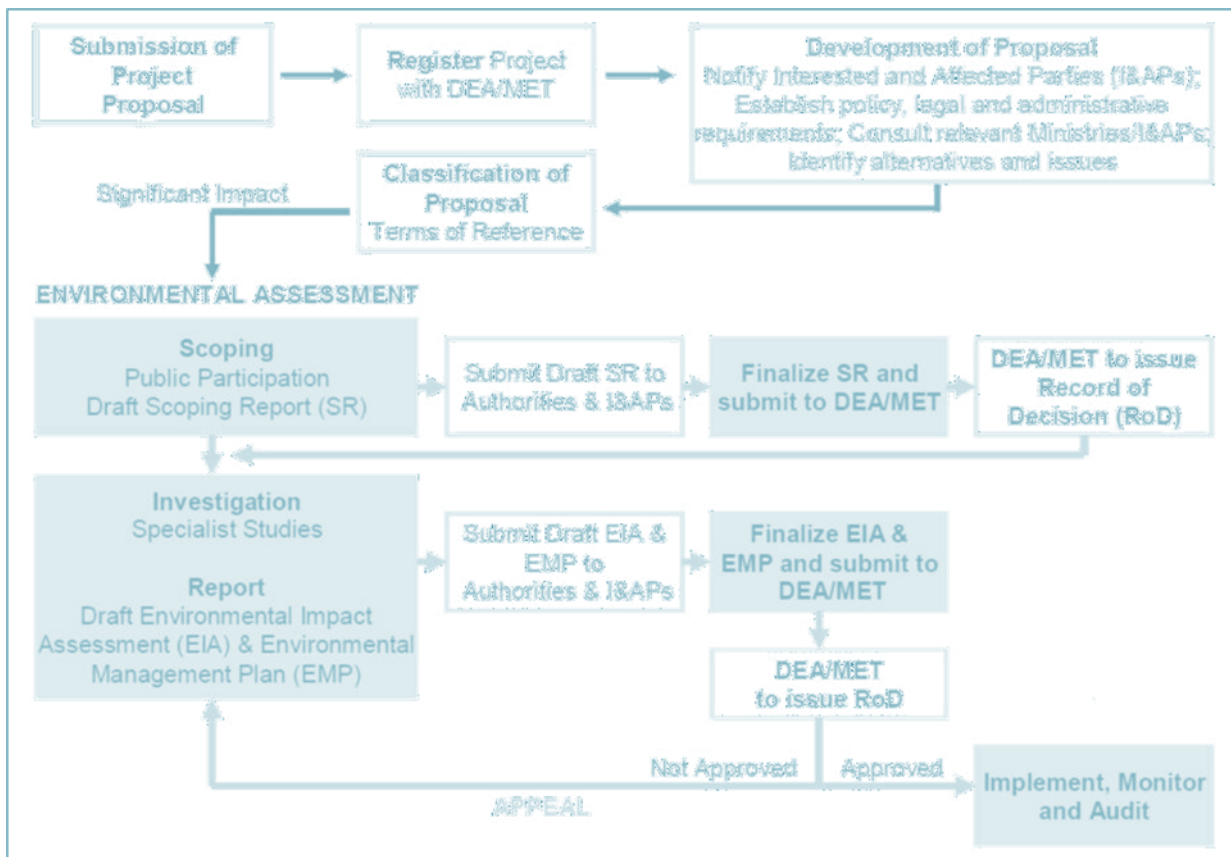 Submission of
Project
Proposal
Register Project
with DEA/MET
Development of Proposal
Notify Interested and Affected Parties (I&APs);
Establish policy, legal and administrative
requirements; Consult relevant Ministries/I&APs;
Identify alternatives and issues
Significant Impact
Classification of
Proposal
Terms of Reference
ENVIRONMENTAL ASSESSMENT
Scoping
Public Participation
Draft Scoping Report (SR)
Submit Draft SR to
Authorities & I&APs
Finalize SR and
submit to DEA/MET
DEA/MET to issue
Record of
Decision (RoD)
Investigation
Specialist Studies
Report
Draft Environmental Impact
Assessment (EIA) & Environmental
Management Plan (EMP)
Submit Draft EIA &
EMP to
Authorities & I&APs
Finalize EIA &
EMP and submit to
DEA/MET
DEA/MET
to issue RoD
Not Approved
Approved
APPEAL
Implement, Monitor
and Audit